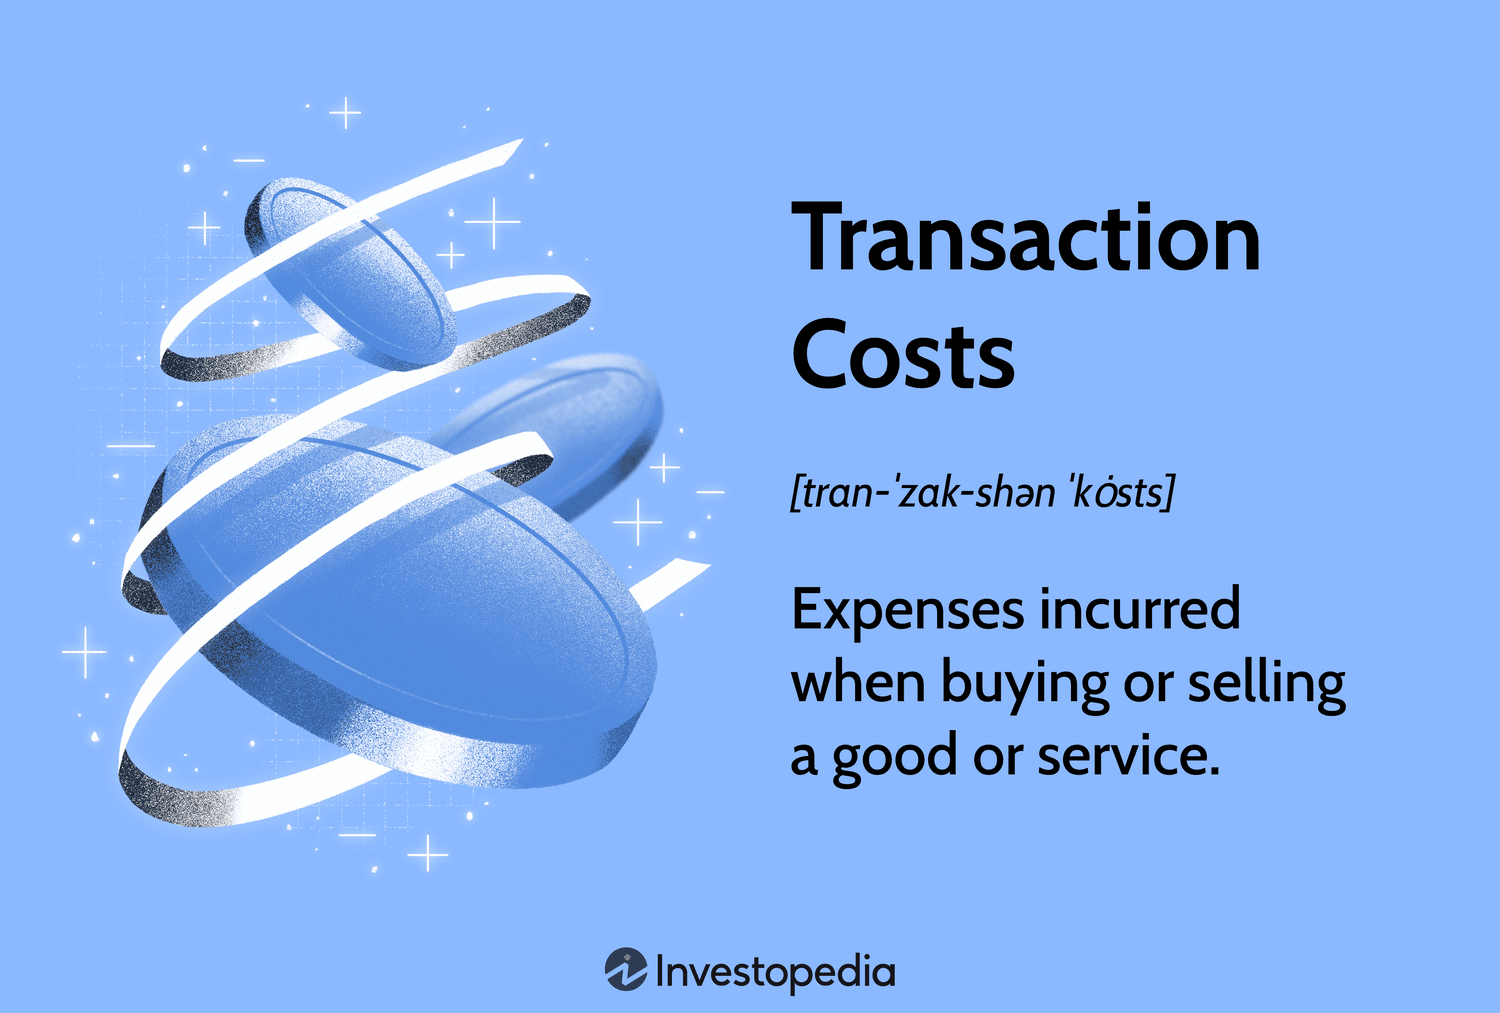 Transaction
Costs
[tran-ˈzak-shən ˈkȯsts]
Expenses incurred
when buying or selling
a good or service.
Investopedia